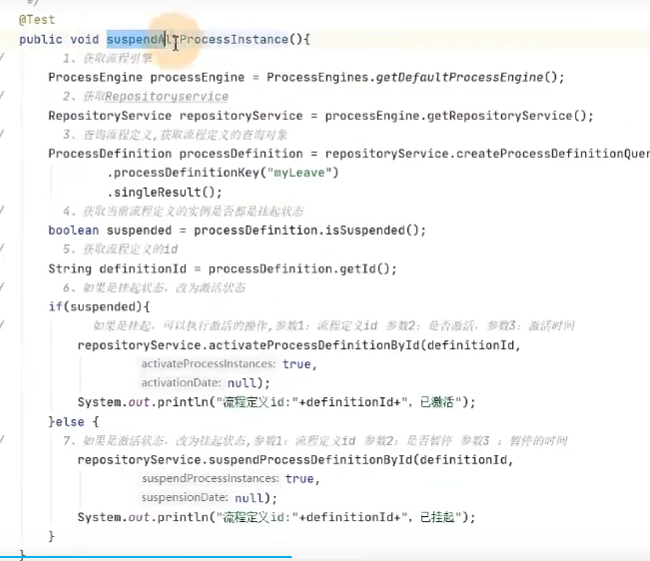 */
@Test
public void suspendAllProcessInstance(){
/ 1、获取流程引擎
ProcessEngine processEngine = ProcessEngines.getDefaultProcessEngine();
/ 2、获取Repositoryservice
RepositoryService repositoryService = processEngine.getRepositoryService();
/ 3、查询流程定义,获取流程定义的查询对象
ProcessDefinition processDefinition = repositoryService.createProcessDefinitionQuer
.processDefinitionKey("myLeave")
.singleResult();
/ 4、获取当前流程定义的实例是否都是挂起状态
boolean suspended = processDefinition.isSuspended();
/ 5、获取流程定义的id
String definitionId = processDefinition.getId();
/ 6、如果是挂起状态，改为激活状态
if(suspended){
/ 如果是挂起，可以执行激活的操作,参数1：流程定义id 参数2：是否激活，参数3：激活时间
repositoryService.activateProcessDefinitionById(definitionId,
activateProcessInstances: true,
activationDate: null);
System.out.println("流程定义id:"+definitionId+"，已激活");
}else {
/ 7、如果是激活状态，改为挂起状态,参数1：流程定义id 参数2：是否暂停 参数3 ：暂停的时间
repositoryService.suspendProcessDefinitionById(definitionId,
suspendProcessInstances: true,
suspensionDate: null);
System.out.println("流程定义id:"+definitionId+"，已挂起");
}
}